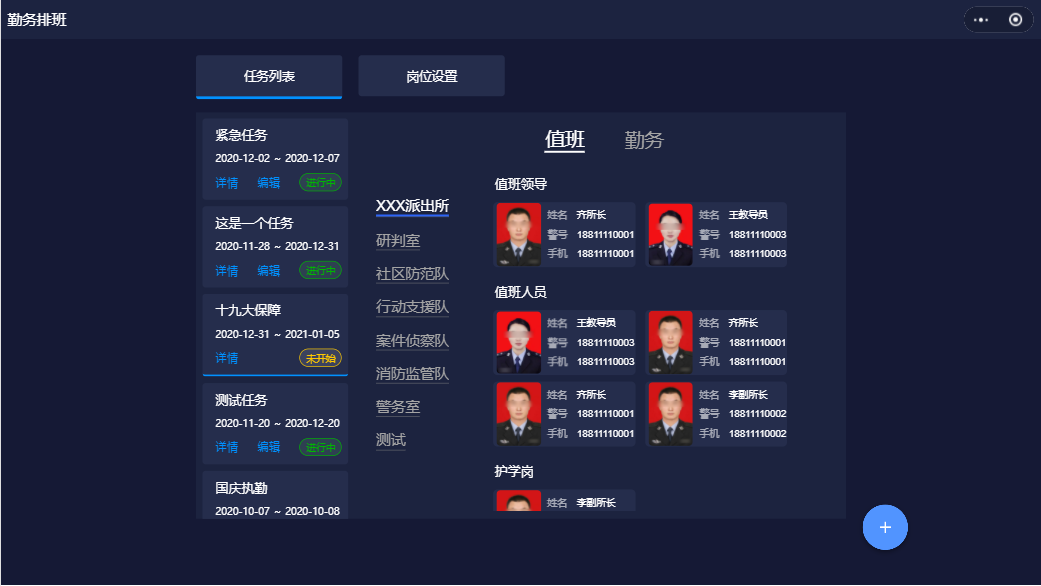 勤务排班
任务列表
岗位设置
紧急任务
2020-12-02 ~ 2020-12-07
详情 编辑 进行中
这是一个任务
2020-11-28 ~ 2020-12-31
详情 编辑 进行中
十九大保障
2020-12-31 ~ 2021-01-05
详情 未开始
测试任务
2020-11-20 ~ 2020-12-20
详情 编辑 进行中
国庆执勤
2020-10-07 ~ 2020-10-08
XXX派出所
研判室
社区防范队
行动支援队
案件侦察队
消防监管队
警务室
测试
值班 勤务
值班领导
姓名 齐所长
警号 18811110001
手机 18811110001
姓名 王教导员
警号 18811110003
手机 18811110003
值班人员
姓名 王教导员
警号 18811110003
手机 18811110003
姓名 齐所长
警号 18811110001
手机 18811110001
姓名 齐所长
警号 18811110001
手机 18811110001
姓名 李副所长
警号 18811110002
手机 18811110002
护学岗
姓名 李副所长